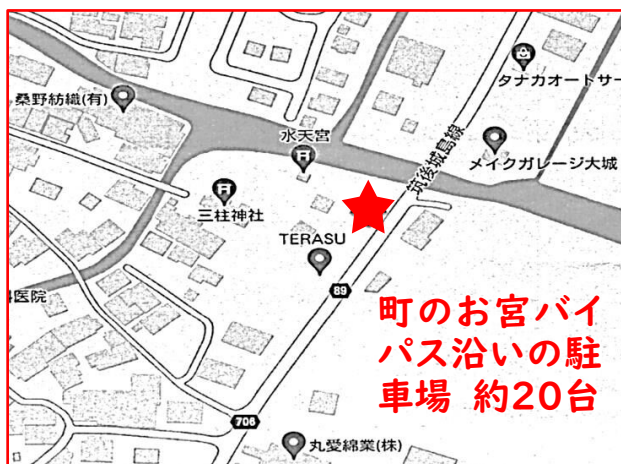 タナカオートサー
桑野紡織(有)
水天宮
筑後城島線
メイクガレージ大城
三柱神社
TERASU
89
科医院
町のお宮バイ
パス沿いの駐
車場 約20台
706
丸愛綿業(株)